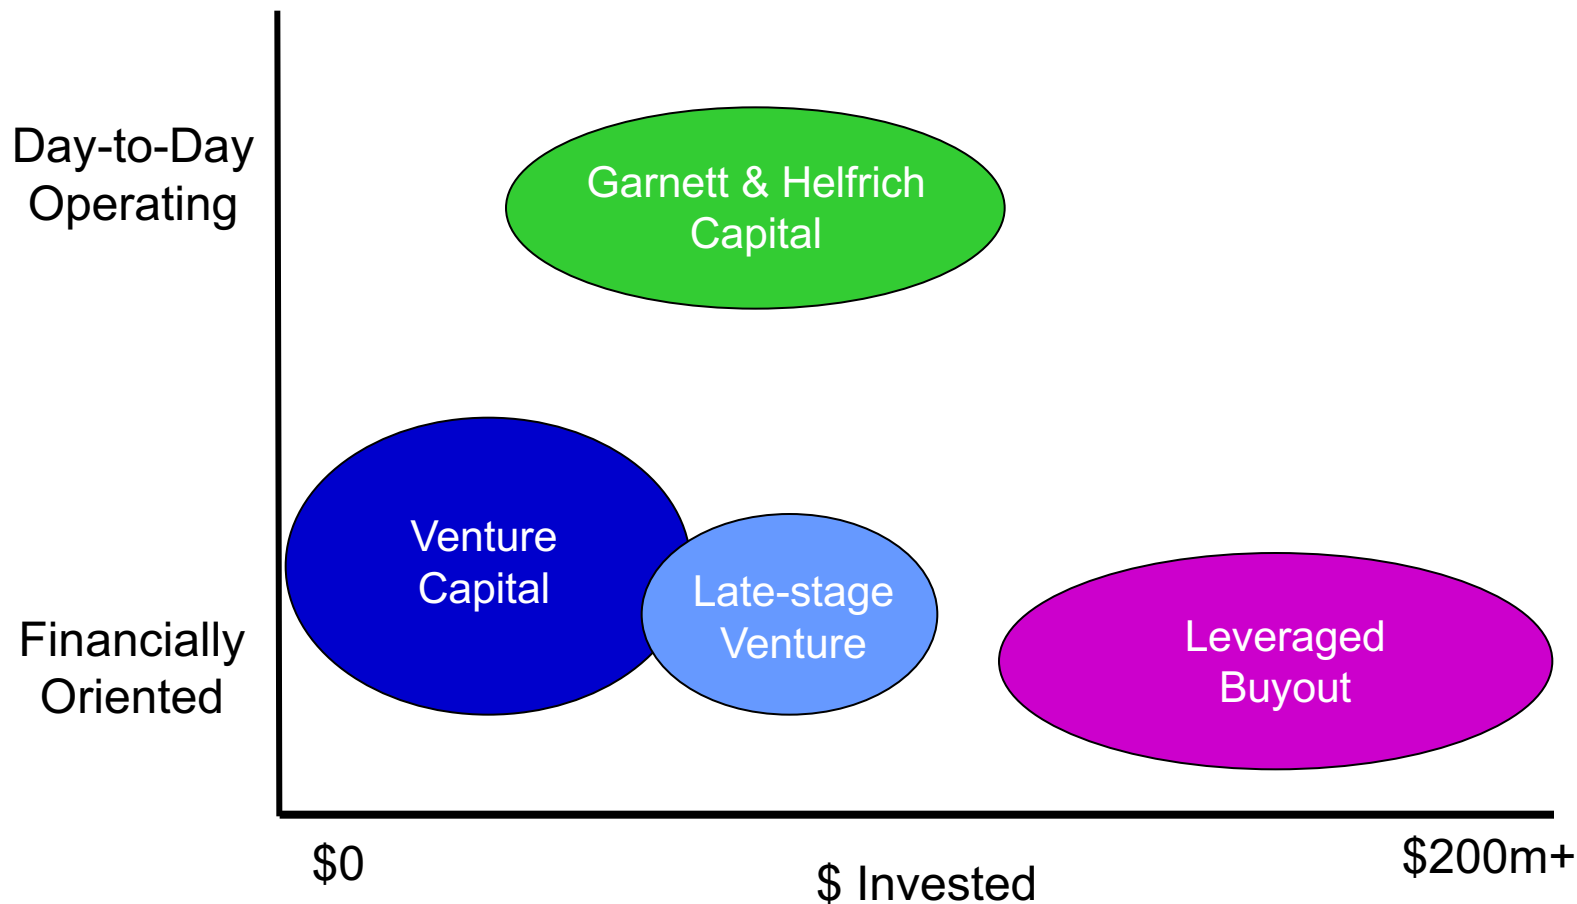 Day-to-Day
Operating
Garnett & Helfrich
Capital
Venture
Capital
Late-stage
Venture
Leveraged
Buyout
Financially
Oriented
$0
$ Invested
$200m+